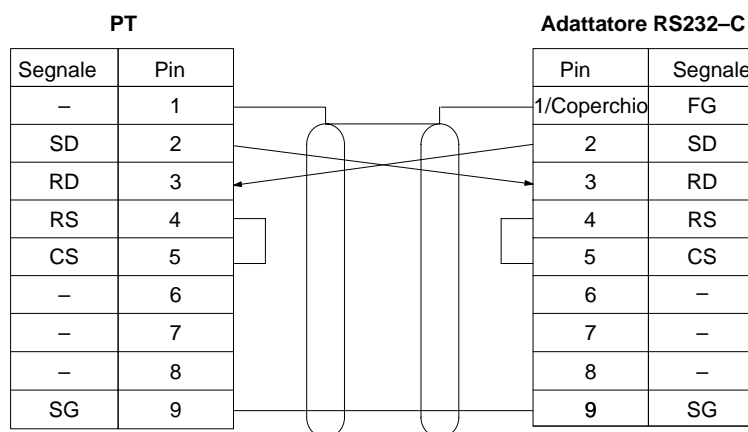 PT Adattatore RS232–C
Segnale Pin Pin Segnale
– 1 1/Coperchio FG
SD 2 2 SD
RD 3 3 RD
RS 4 4 RS
CS 5 5 CS
– 6 6 –
– 7 7 –
– 8 8 –
SG 9 9 SG